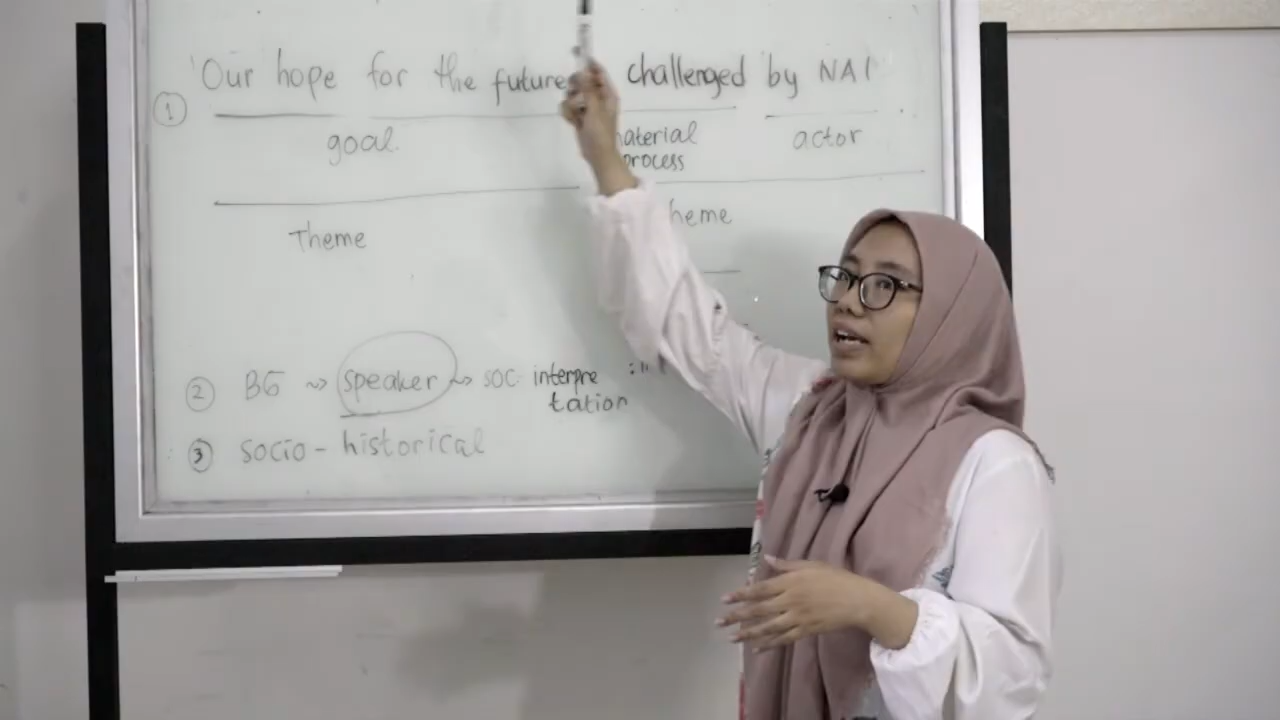 'Our hope for the future challenged by NAI
1
goal. material actor
process
Theme heme
2 BG ~> speaker ~> SOC. interpre : "
tation
3 SOCIO - historical